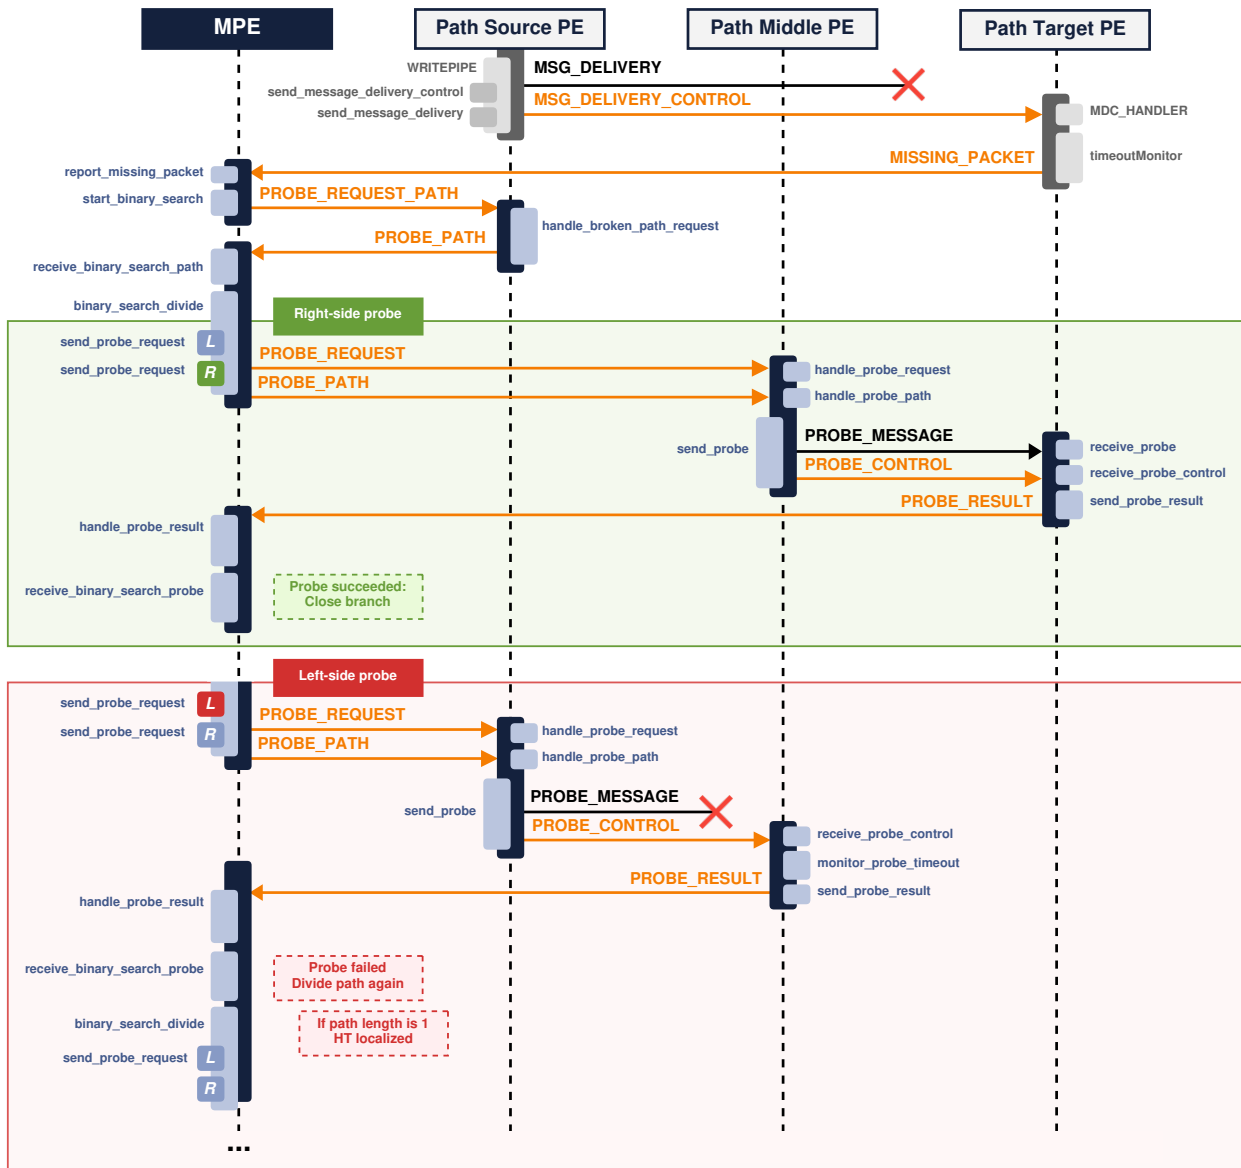 MPE
Path Source PE
Path Middle PE
Path Target PE
WRITEPIPE
MSG_DELIVERY
send_message_delivery_control
MSG_DELIVERY_CONTROL
send_message_delivery
MDC_HANDLER
MISSING_PACKET
timeoutMonitor
report_missing_packet
start_binary_search
PROBE_REQUEST_PATH
handle_broken_path_request
PROBE_PATH
receive_binary_search_path
binary_search_divide
Right-side probe
send_probe_request
L
PROBE_REQUEST
send_probe_request
R
handle_probe_request
PROBE_PATH
handle_probe_path
send_probe
PROBE_MESSAGE
receive_probe
PROBE_CONTROL
receive_probe_control
PROBE_RESULT
send_probe_result
handle_probe_result
receive_binary_search_probe
Probe succeeded:
Close branch
Left-side probe
send_probe_request
L
PROBE_REQUEST
send_probe_request
R
handle_probe_request
PROBE_PATH
handle_probe_path
send_probe
PROBE_MESSAGE
PROBE_CONTROL
receive_probe_control
monitor_probe_timeout
PROBE_RESULT
send_probe_result
handle_probe_result
receive_binary_search_probe
Probe failed
Divide path again
binary_search_divide
If path length is 1
HT localized
send_probe_request
L
R
...